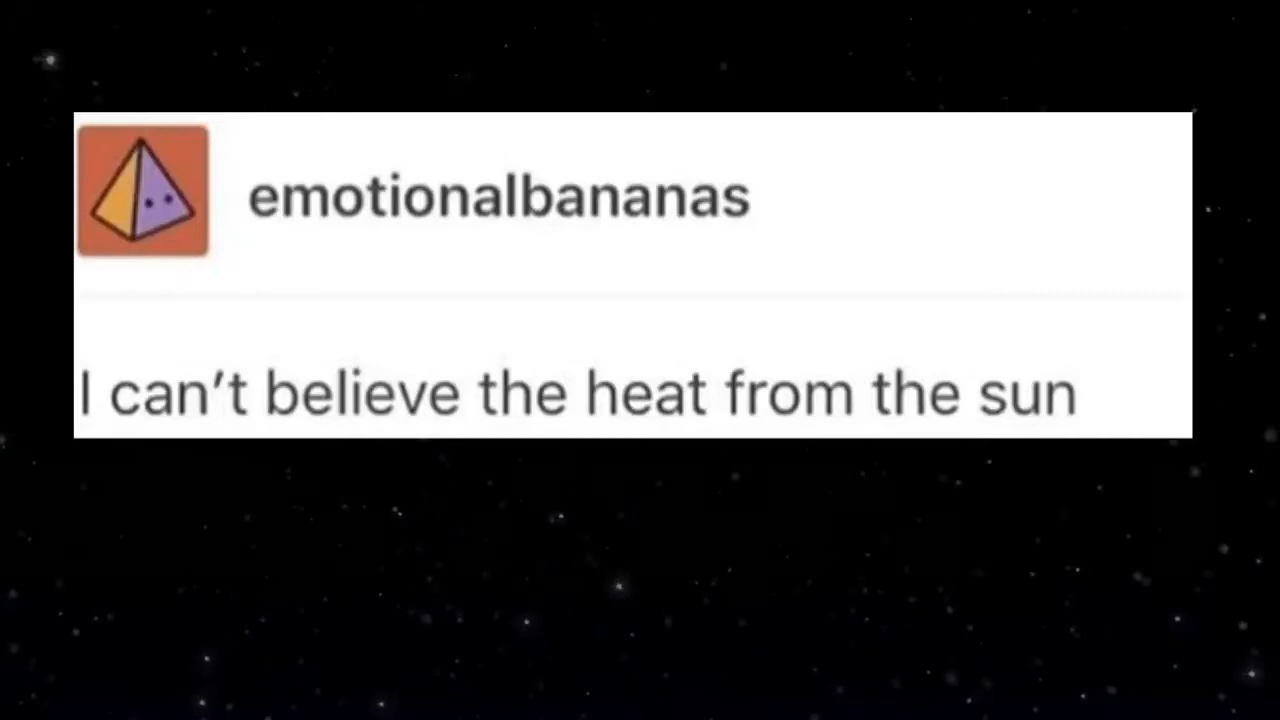 emotionalbananas
I can’t believe the heat from the sun